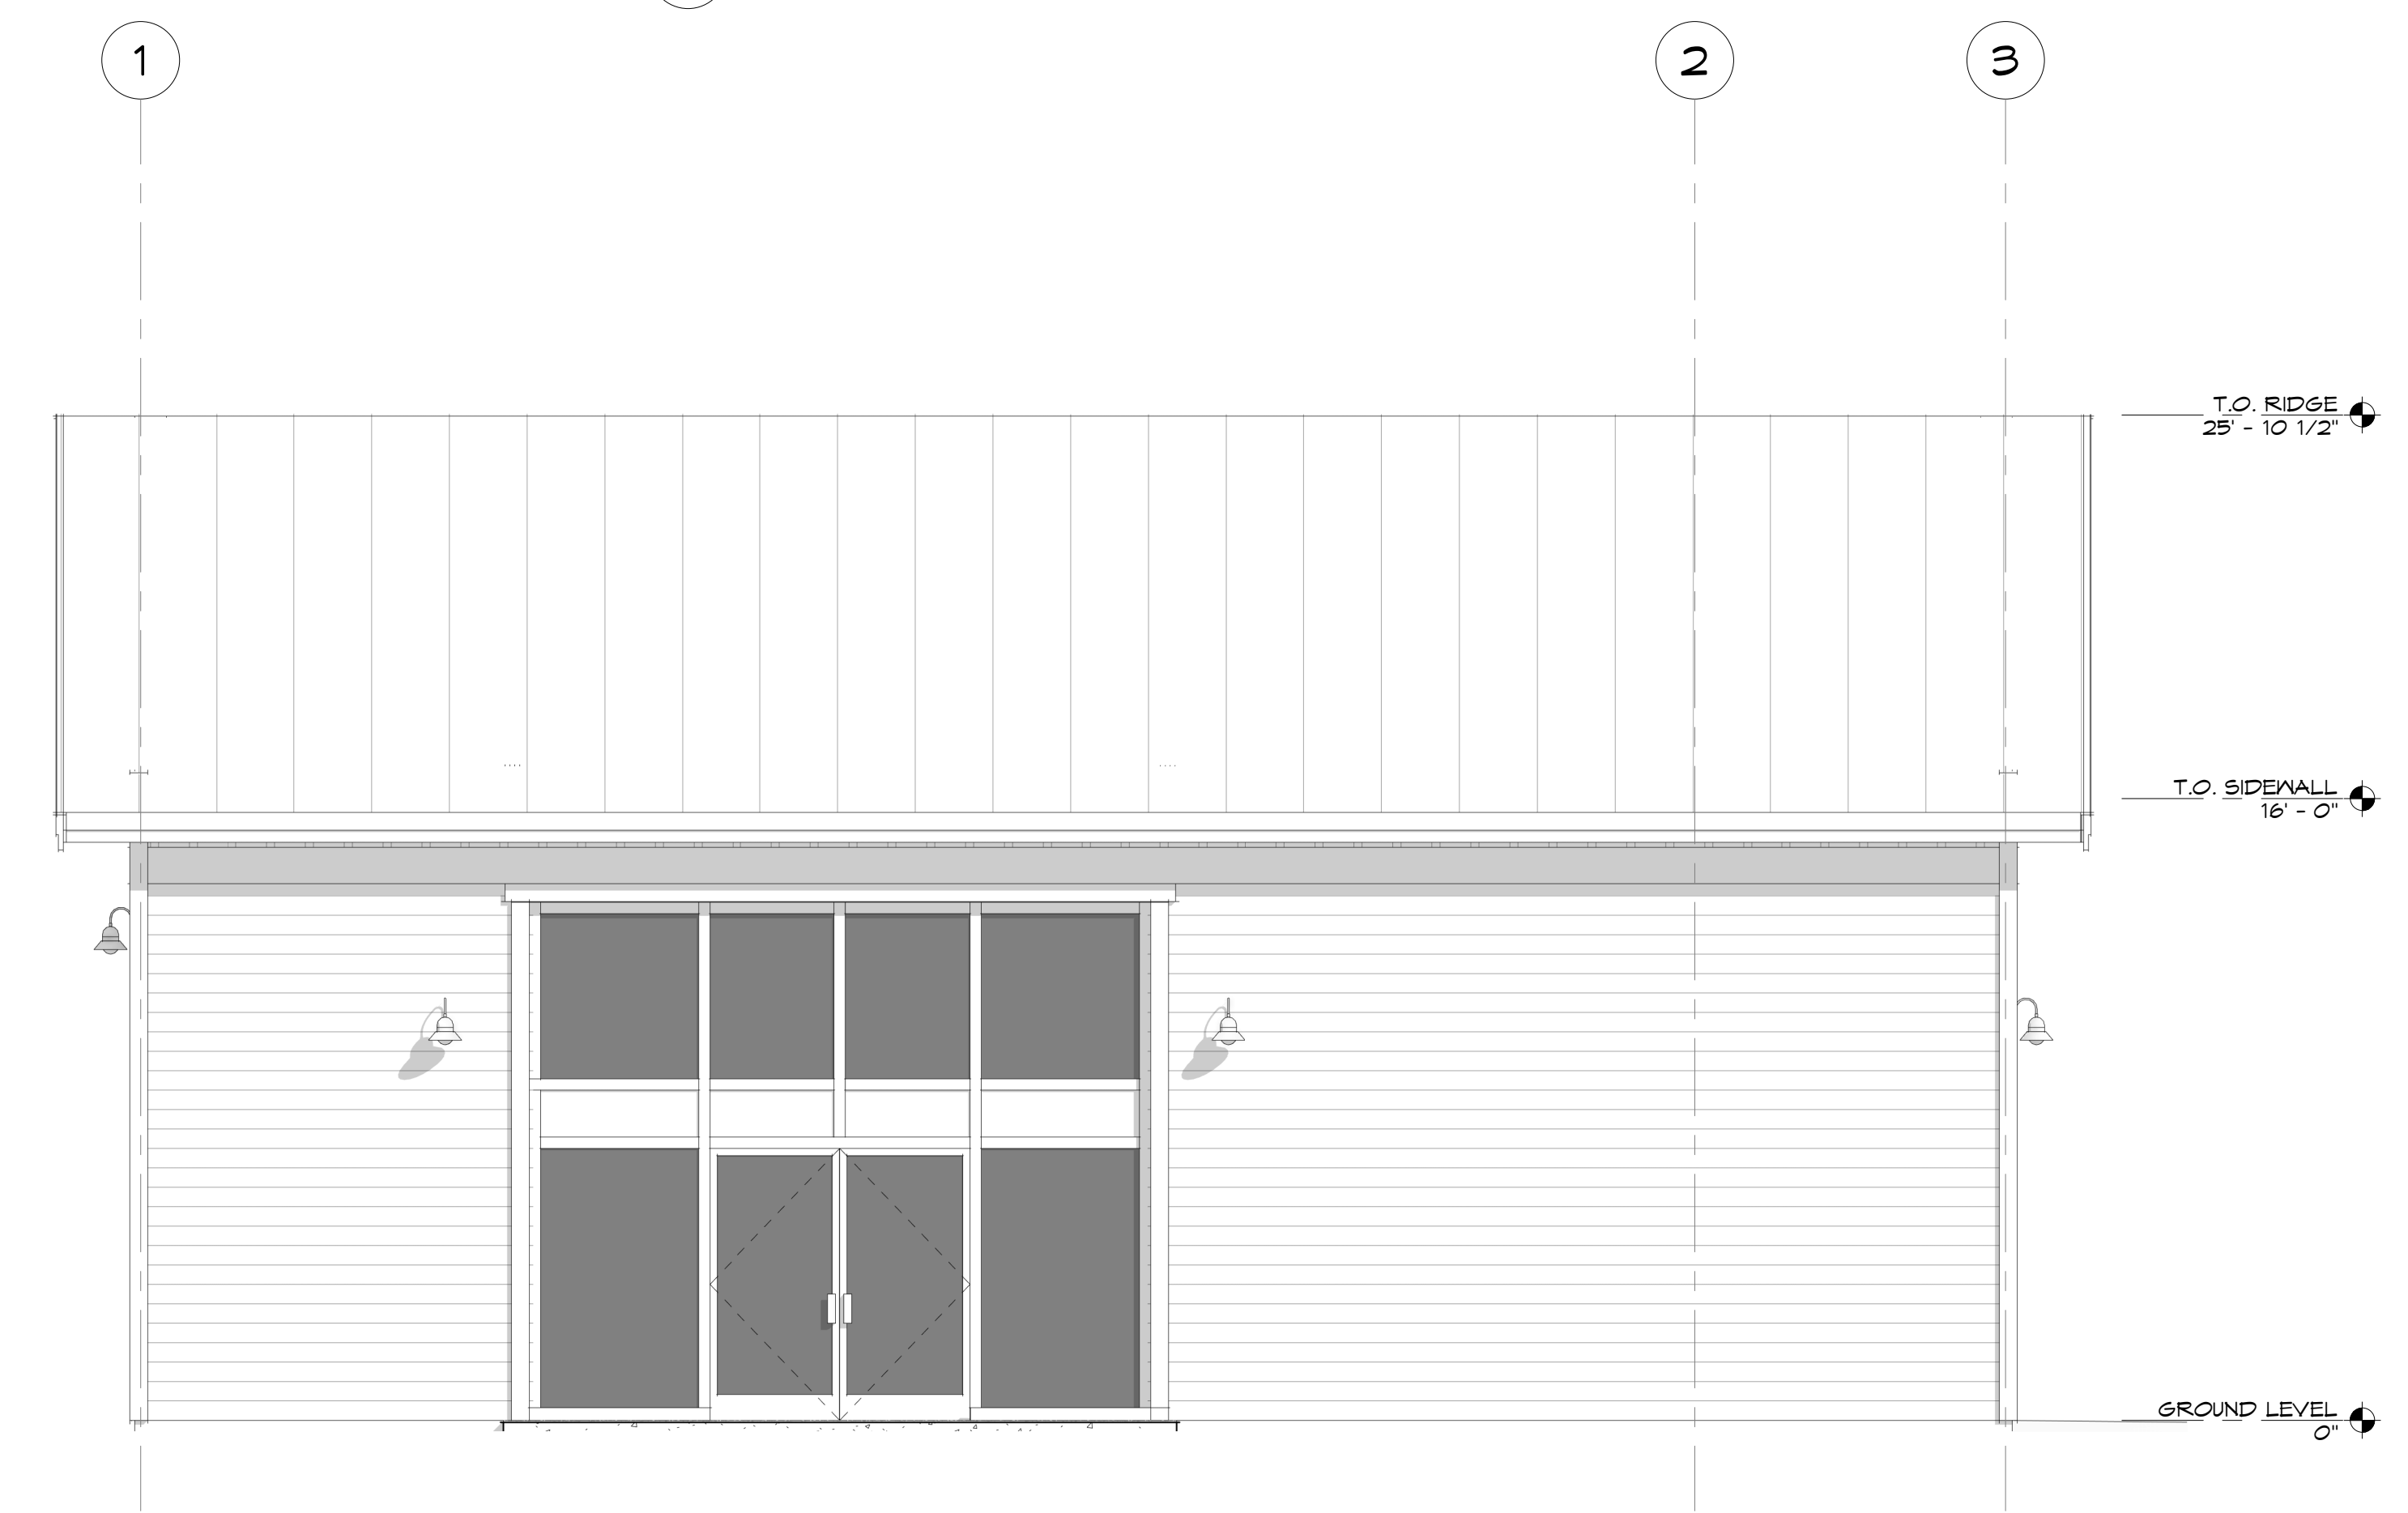 1
2
3
T.O. RIDGE
25' - 10 1/2"
T.O. SIDEWALL
16' - 0"
GROUND LEVEL
0"